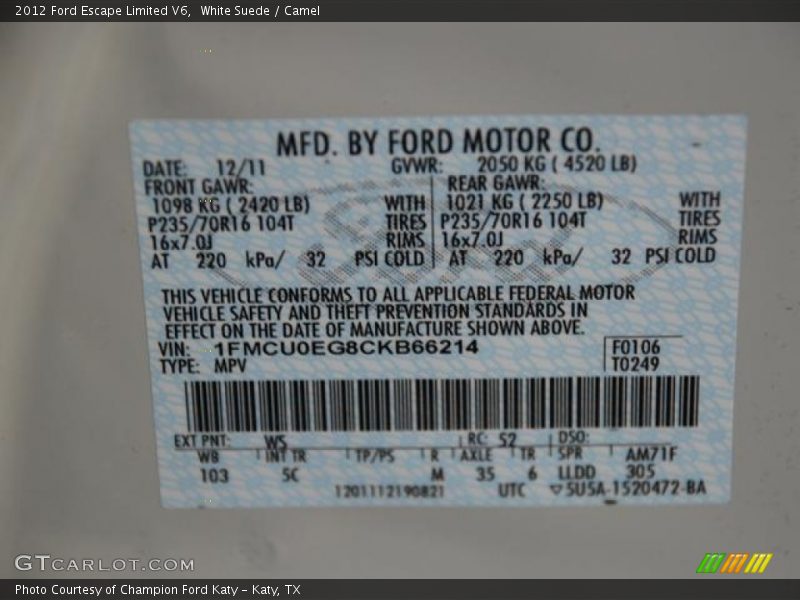 2012 Ford Escape Limited V6, White Suede / Camel
MFD. BY FORD MOTOR CO.
DATE: 12/11 GVWR: 2050 KG ( 4520 LB)
FRONT GAWR: REAR GAWR:
1098 KG ( 2420 LB) WITH 1021 KG ( 2250 LB) WITH
P235/70R16 104T TIRES P235/70R16 104T TIRES
16x7.0J RIMS 16x7.0J RIMS
AT 220 kPa/ 32 PSI COLD AT 220 kPa/ 32 PSI COLD
THIS VEHICLE CONFORMS TO ALL APPLICABLE FEDERAL MOTOR
VEHICLE SAFETY AND THEFT PREVENTION STANDARDS IN
EFFECT ON THE DATE OF MANUFACTURE SHOWN ABOVE.
VIN: 1FMCU0EG8CKB66214 F0106
TYPE: MPV T0249
EXT PNT: WS RC: 52 DSO:
WB INT TR TP/PS R AXLE TR SPR AM71F
103 5C M 35 6 LLDD 305
1201112190821 UTC ▽5U5A-1520472-BA
GTCARLOT.COM
Photo Courtesy of Champion Ford Katy – Katy, TX